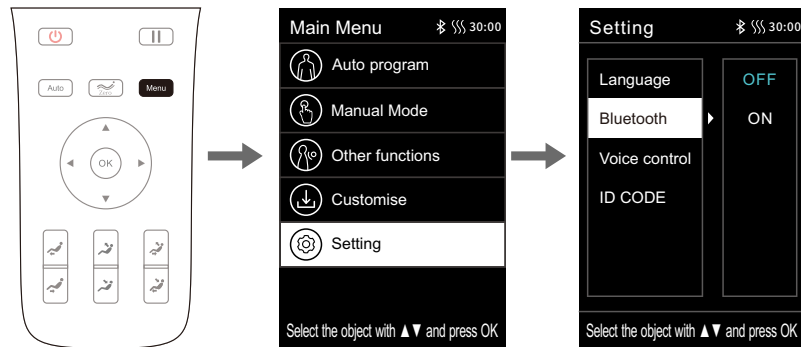 Auto
Zero
Menu
OK
Main Menu 30:00
Auto program
Manual Mode
Other functions
Customise
Setting
Select the object with ▲▼ and press OK
Setting 30:00
Language
Bluetooth
Voice control
ID CODE
OFF
ON
Select the object with ▲▼ and press OK